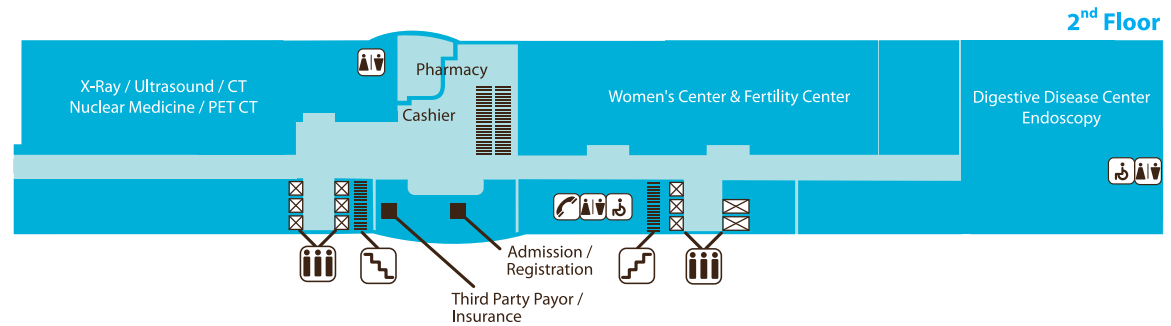 2nd Floor
X-Ray / Ultrasound / CT
Nuclear Medicine / PET CT
Pharmacy
Cashier
Women's Center & Fertility Center
Digestive Disease Center
Endoscopy
Admission /
Registration
Third Party Payor /
Insurance